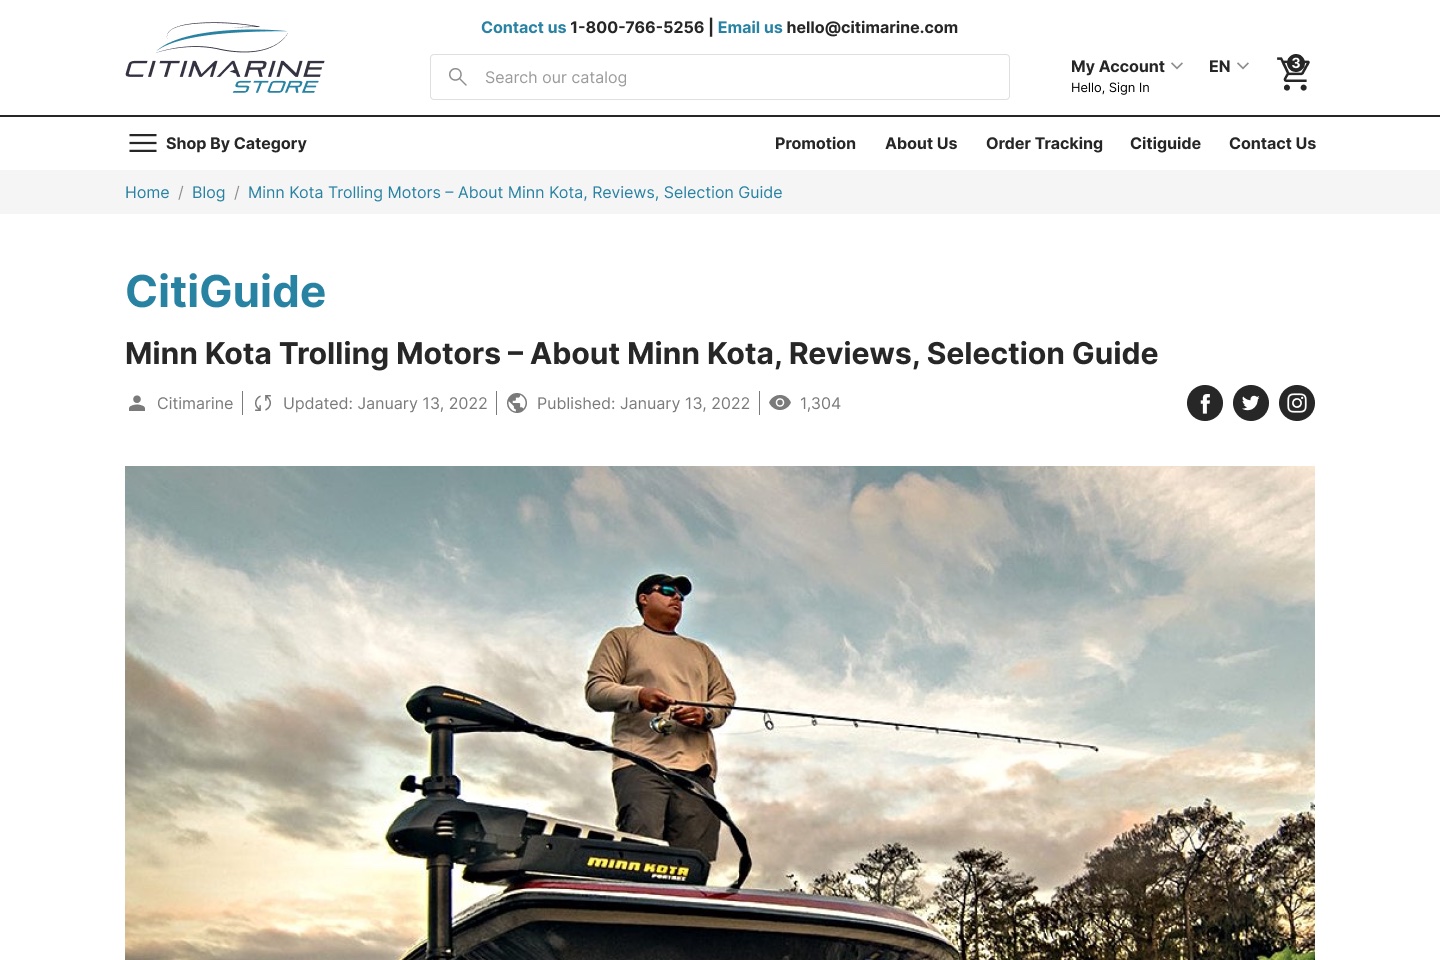 CITIMARINE
STORE
Contact us 1-800-766-5256 | Email us hello@citimarine.com
Search our catalog
My Account
Hello, Sign In
EN
3
Shop By Category
Promotion
About Us
Order Tracking
Citiguide
Contact Us
Home / Blog / Minn Kota Trolling Motors – About Minn Kota, Reviews, Selection Guide
CitiGuide
Minn Kota Trolling Motors – About Minn Kota, Reviews, Selection Guide
Citimarine
Updated: January 13, 2022
Published: January 13, 2022
1,304
MINN KOTA
FORTREX